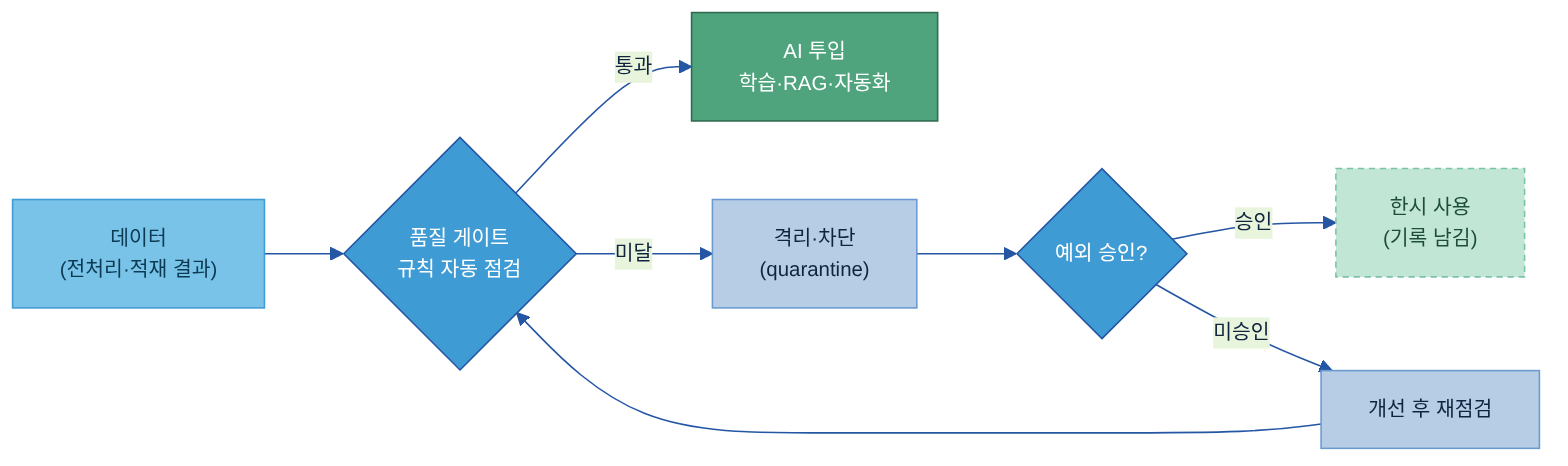 데이터
(전처리·적재 결과)
품질 게이트
규칙 자동 점검
통과
AI 투입
학습·RAG·자동화
미달
격리·차단
(quarantine)
예외 승인?
승인
한시 사용
(기록 남김)
미승인
개선 후 재점검